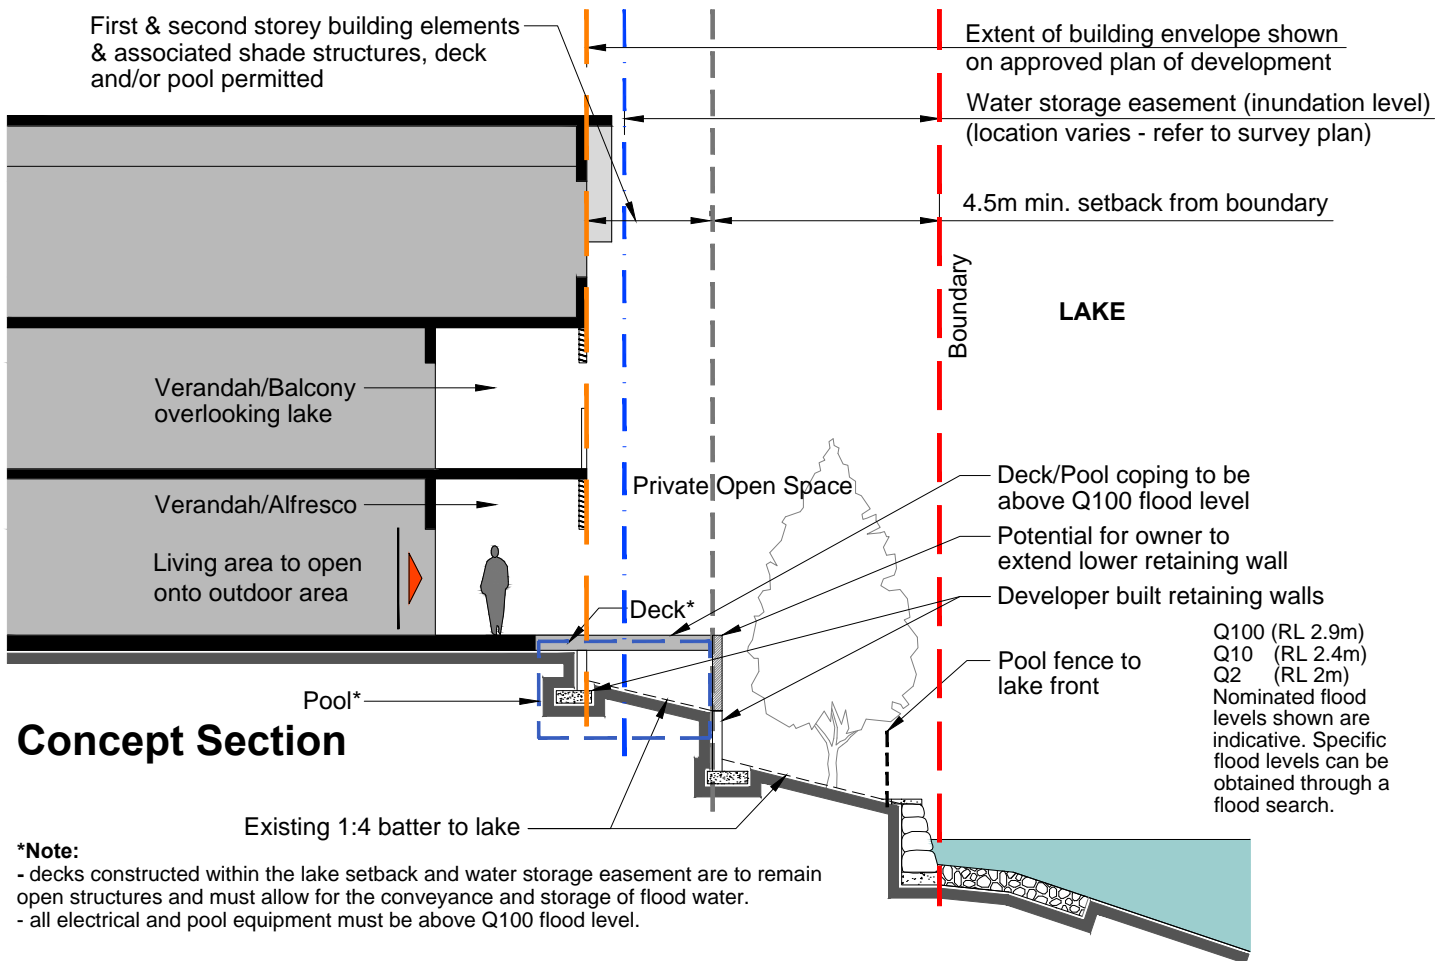 First & second storey building elements
& associated shade structures, deck
and/or pool permitted
Extent of building envelope shown
on approved plan of development
Water storage easement (inundation level)
(location varies - refer to survey plan)
4.5m min. setback from boundary
Boundary
LAKE
Verandah/Balcony
overlooking lake
Private Open Space
Verandah/Alfresco
Living area to open
onto outdoor area
Deck/Pool coping to be
above Q100 flood level
Potential for owner to
extend lower retaining wall
Developer built retaining walls
Deck*
Pool fence to
lake front
Q100 (RL 2.9m)
Q10 (RL 2.4m)
Q2 (RL 2m)
Nominated flood
levels shown are
indicative. Specific
flood levels can be
obtained through a
flood search.
Pool*
Concept Section
Existing 1:4 batter to lake
*Note:
- decks constructed within the lake setback and water storage easement are to remain
open structures and must allow for the conveyance and storage of flood water.
- all electrical and pool equipment must be above Q100 flood level.